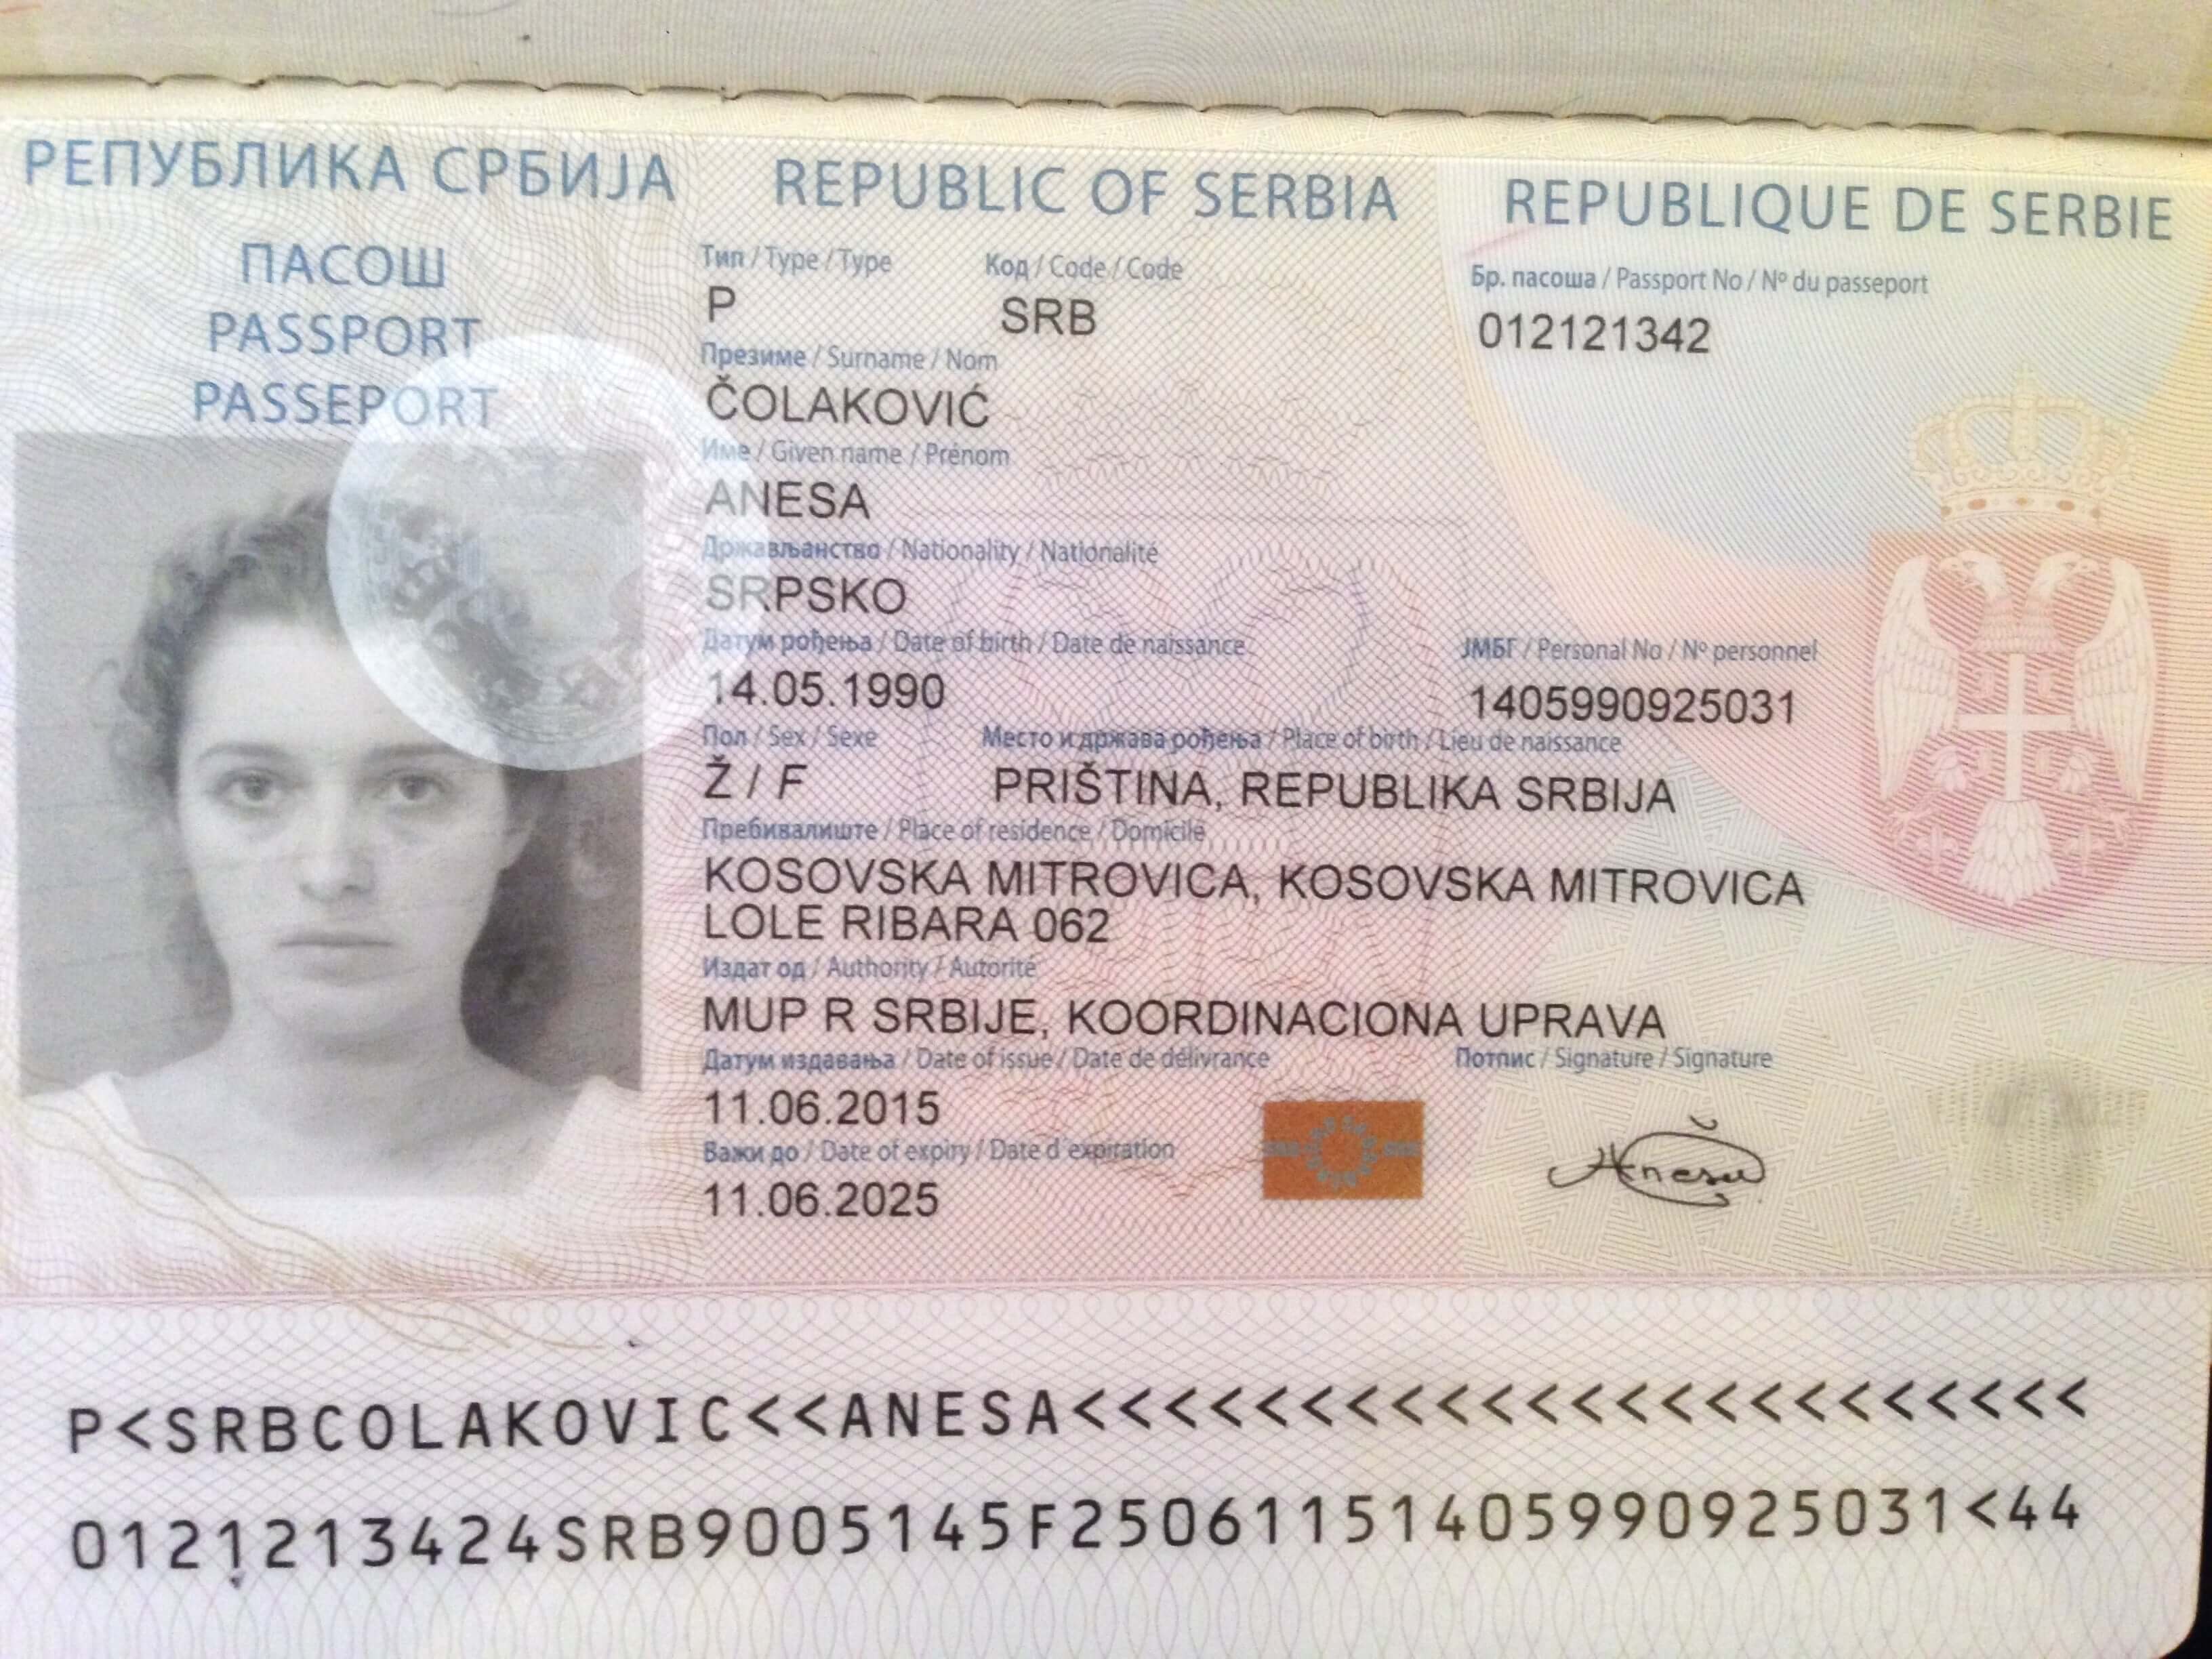 РЕПУБЛИКА СРБИЈА REPUBLIC OF SERBIA REPUBLIQUE DE SERBIE
ПАСОШ
PASSPORT
PASSEPORT
Тип / Type / Type Код / Code / Code Бр. пасоша / Passport No / Nº du passeport
P SRB 012121342
Презиме / Surname / Nom
ČOLAKOVIĆ
Име / Given name / Prénom
ANESA
Држављанство / Nationality / Nationalité
SRPSKO
Датум рођења / Date of birth / Date de naissance ЈМБГ / Personal No / Nº personnel
14.05.1990 1405990925031
Пол / Sex / Sexe Место и држава рођења / Place of birth / Lieu de naissance
Ž / F PRIŠTINA, REPUBLIKA SRBIJA
Пребивалиште / Place of residence / Domicile
KOSOVSKA MITROVICA, KOSOVSKA MITROVICA
LOLE RIBARA 062
Издат од / Authority / Autorité
MUP R SRBIJE, KOORDINACIONA UPRAVA
Датум издавања / Date of issue / Date de délivrance Потпис / Signature / Signature
11.06.2015
Anesa
Важи до / Date of expiry / Date d'expiration
11.06.2025
P<SRBCOLAKOVIC<<ANESA<<<<<<<<<<<<<<<<<<<<<<<
0121213424SRB9005145F25061151405990925031<44